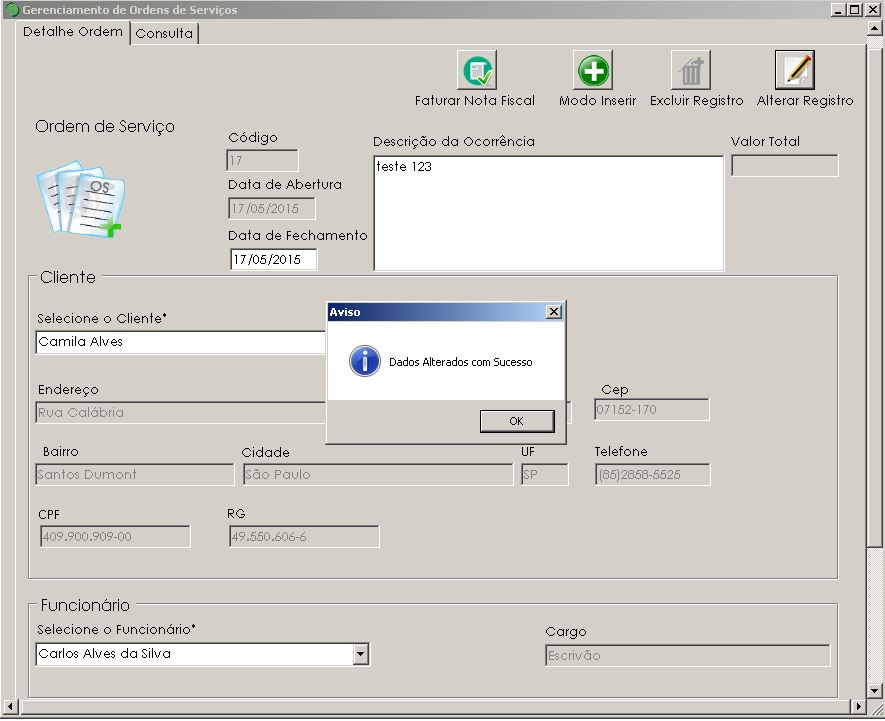 Gerenciamento de Ordens de Serviços
Detalhe Ordem
Consulta
Faturar Nota Fiscal
Modo Inserir
Excluir Registro
Alterar Registro
Ordem de Serviço
OS
Código
17
Data de Abertura
17/05/2015
Data de Fechamento
17/05/2015
Descrição da Ocorrência
teste 123
Valor Total
Cliente
Selecione o Cliente*
Camila Alves
Aviso
Dados Alterados com Sucesso
OK
Endereço
Rua Calábria
Cep
07152-170
Bairro
Santos Dumont
Cidade
São Paulo
UF
SP
Telefone
(85)2858-5525
CPF
409.900.909-00
RG
49.550.606-6
Funcionário
Selecione o Funcionário*
Carlos Alves da Silva
Cargo
Escrivão